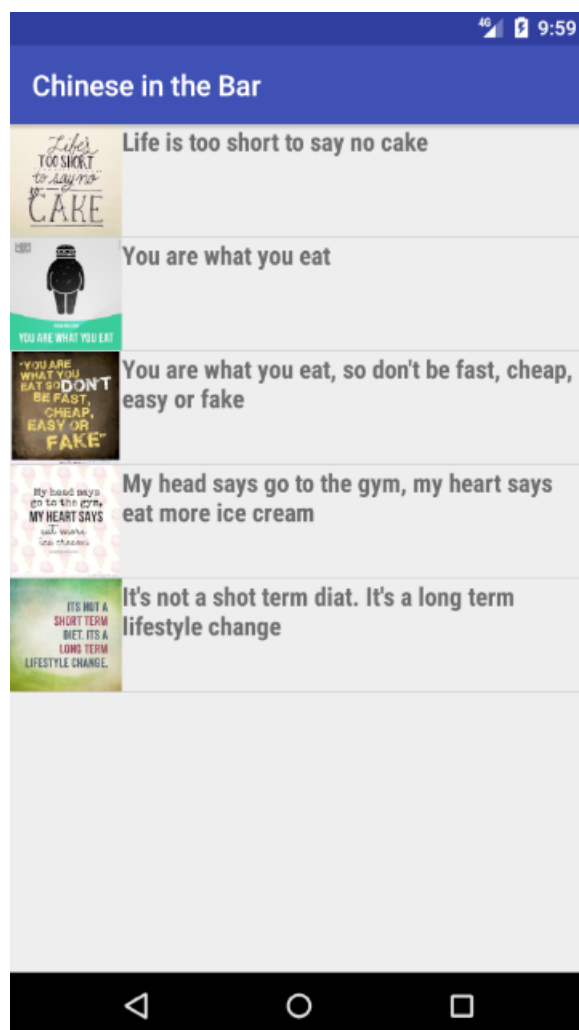 4G 9:59
Chinese in the Bar
Life's
TOO SHORT
to say no
to
CAKE
Life is too short to say no cake
YOU ARE WHAT YOU EAT
You are what you eat
"YOU ARE
WHAT YOU
EAT SO DON'T
BE FAST,
CHEAP,
EASY OR
FAKE"
You are what you eat, so don't be fast, cheap,
easy or fake
My head says
go to the gym,
MY HEART SAYS
eat more
ice cream
My head says go to the gym, my heart says
eat more ice cream
ITS NOT A
SHORT TERM
DIET. ITS A
LONG TERM
LIFESTYLE CHANGE.
It's not a shot term diat. It's a long term
lifestyle change